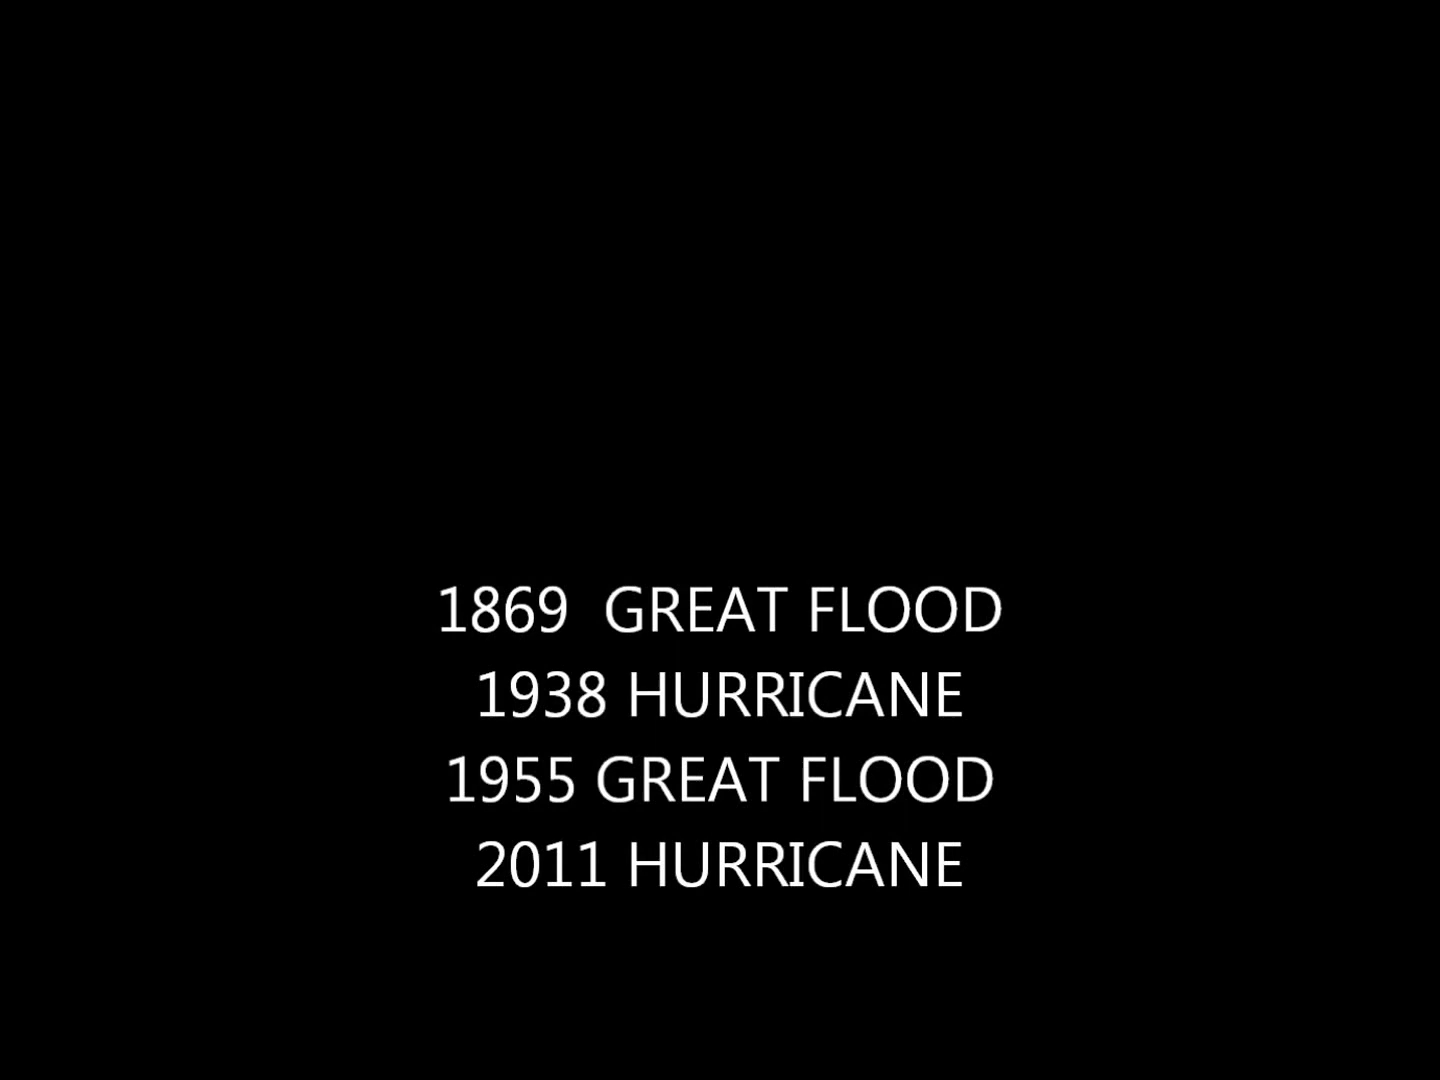 1869  GREAT FLOOD
1938 HURRICANE
1955 GREAT FLOOD
2011 HURRICANE